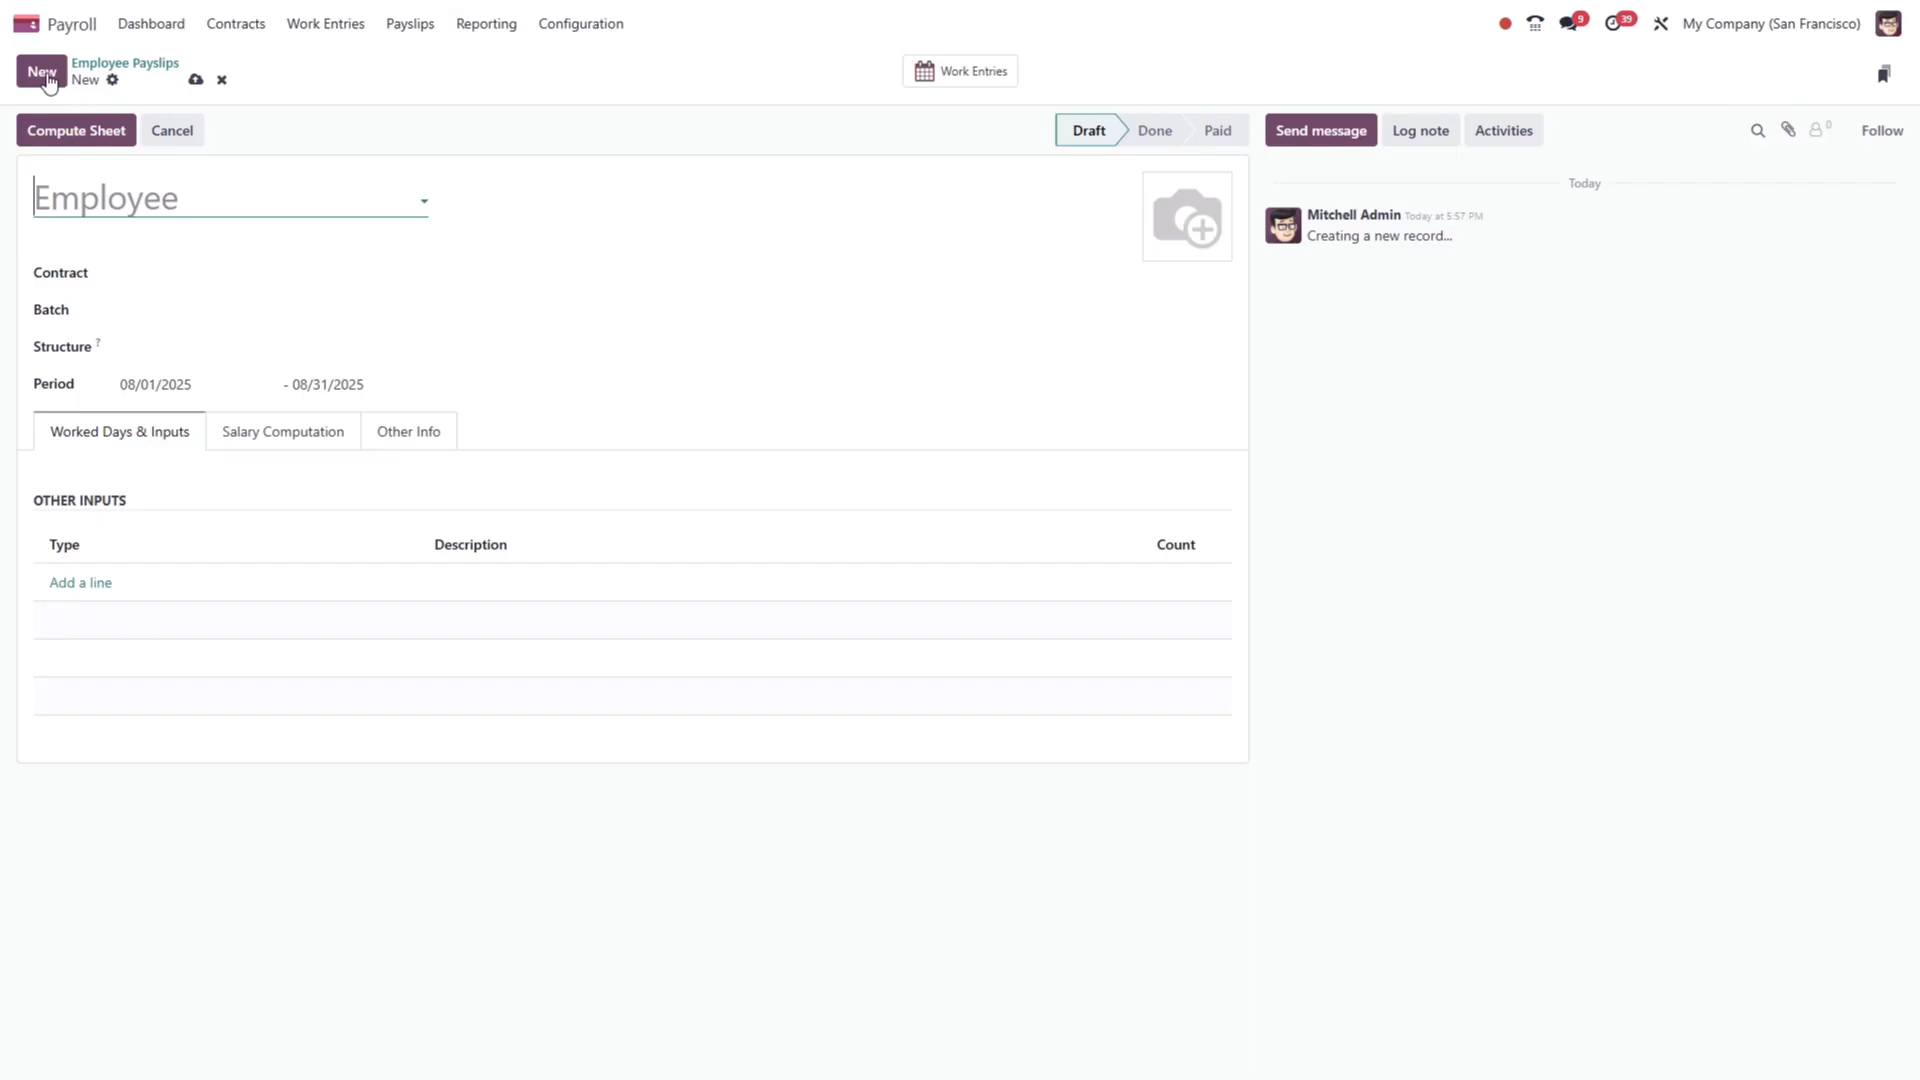 Payroll Dashboard Contracts Work Entries Payslips Reporting Configuration 9 39 My Company (San Francisco)
New Employee Payslips
New
Work Entries
Compute Sheet Cancel Draft Done Paid Send message Log note Activities 0 Follow
Employee
Today
Mitchell Admin Today at 5:57 PM
Creating a new record...
Contract
Batch
Structure ?
Period 08/01/2025 - 08/31/2025
Worked Days & Inputs Salary Computation Other Info
OTHER INPUTS
Type Description Count
Add a line